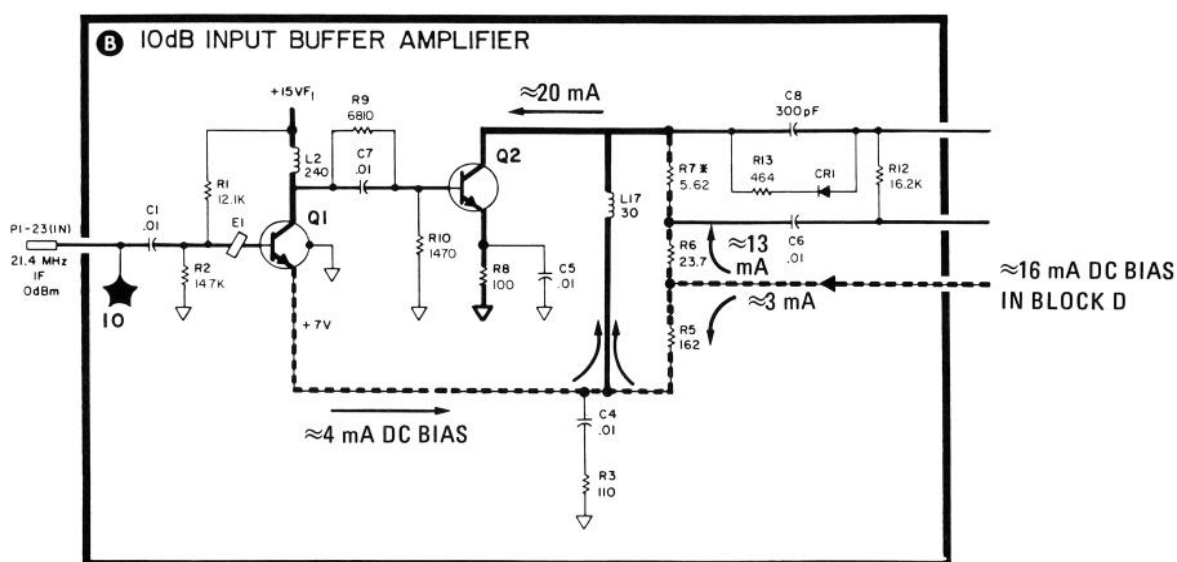 B 10dB INPUT BUFFER AMPLIFIER
+15VF1
R9
6810
≈20 mA
C8
300pF
L2
240
C7
.01
Q2
R7*
5.62
R13
464
CR1
R12
16.2K
R1
12.1K
Q1
L17
30
P1-23(IN)
C1
.01
E1
21.4 MHz
IF
0dBm
R2
14.7K
R10
1470
R6
23.7
≈13
mA
C6
.01
R8
100
C5
.01
≈16 mA DC BIAS
IN BLOCK D
10
≈3 mA
+7V
R5
162
≈4 mA DC BIAS
C4
.01
R3
110